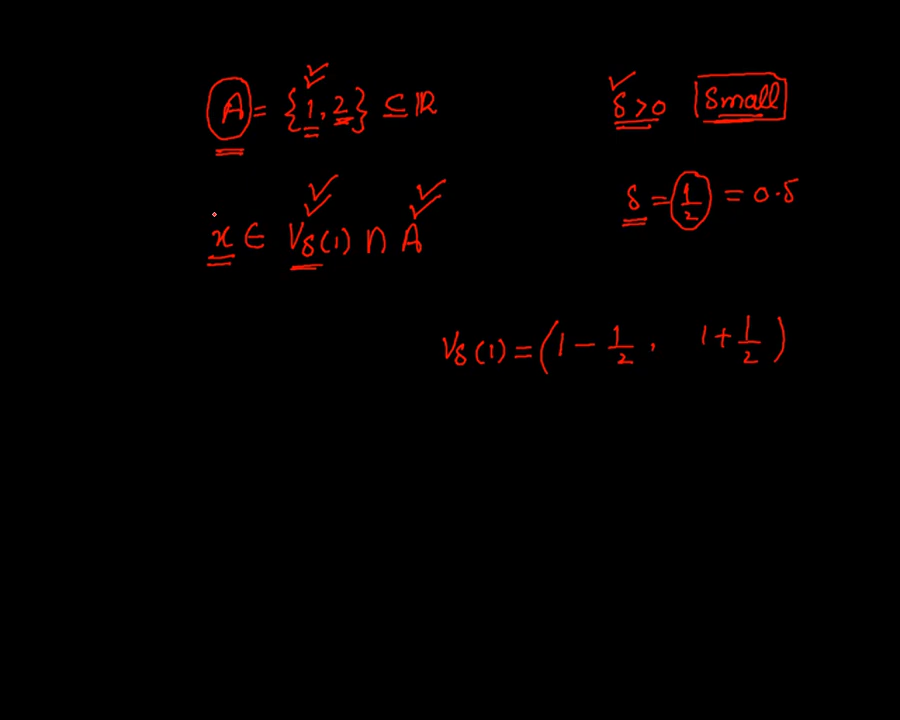 A = {1, 2} ⊆ ℝ
δ > 0 Small
δ = 1/2 = 0.5
x ∈ Vδ(1) ∩ A
Vδ(1) = (1 - 1/2, 1 + 1/2)